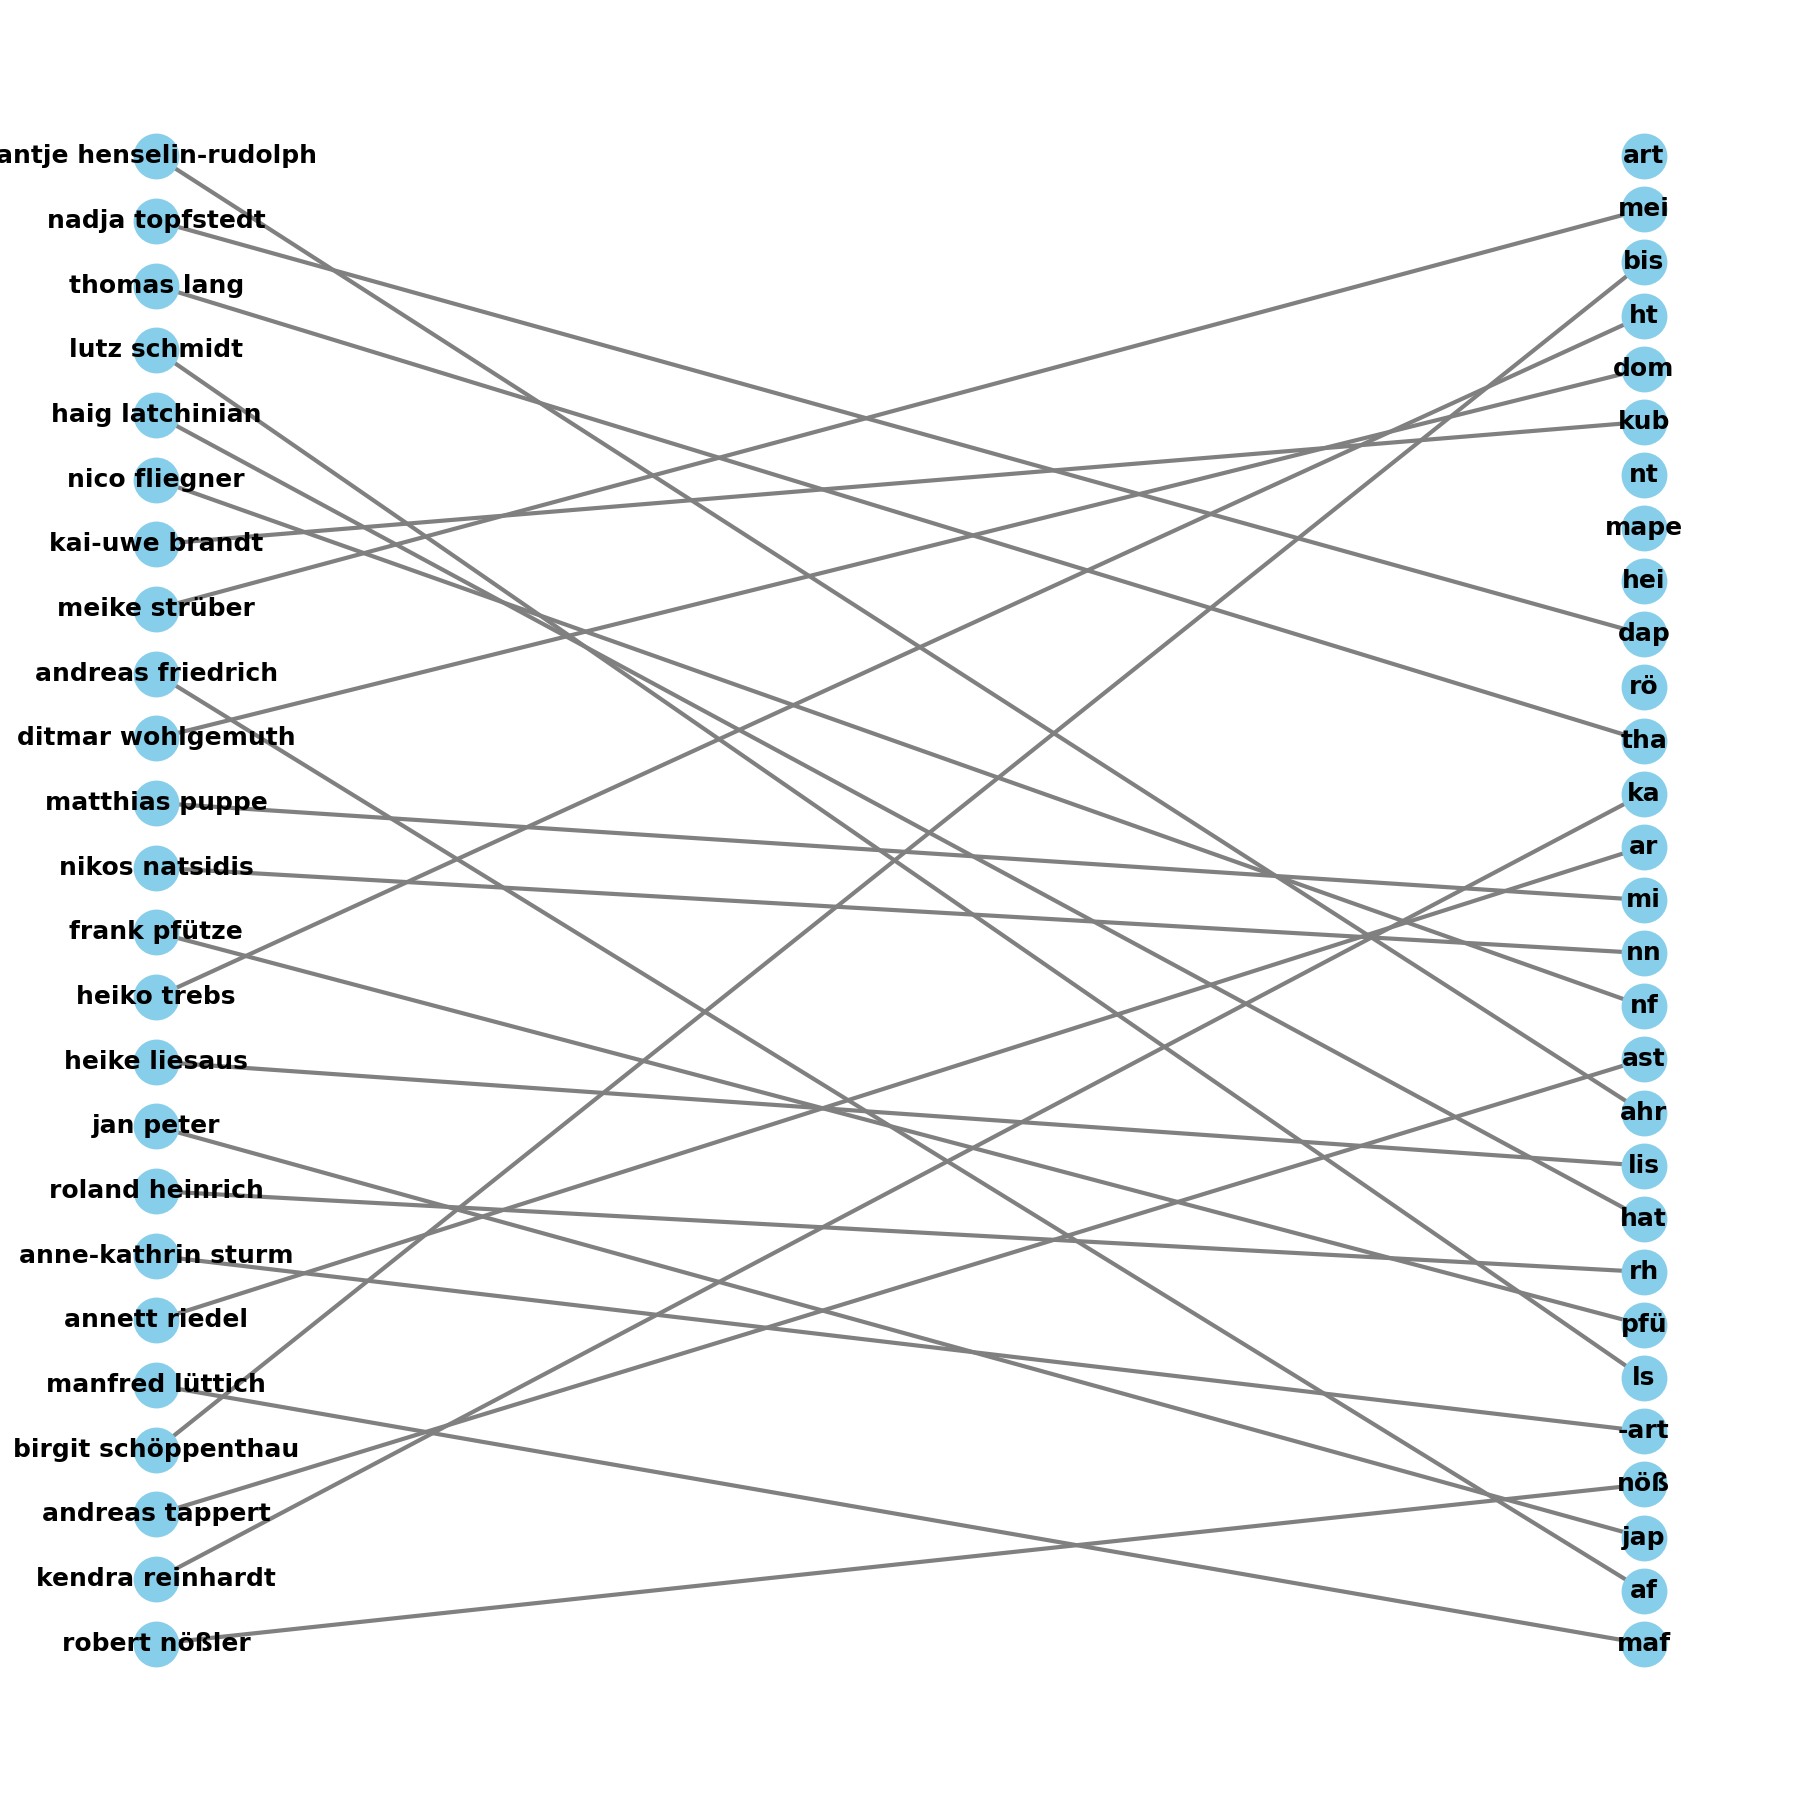 antje henselin-rudolph
nadja topfstedt
thomas lang
lutz schmidt
haig latchinian
nico fliegner
kai-uwe brandt
meike strüber
andreas friedrich
ditmar wohlgemuth
matthias puppe
nikos natsidis
frank pfütze
heiko trebs
heike liesaus
jan peter
roland heinrich
anne-kathrin sturm
annett riedel
manfred lüttich
birgit schöppenthau
andreas tappert
kendra reinhardt
robert nößler
art
mei
bis
ht
dom
kub
nt
mape
hei
dap
rö
tha
ka
ar
mi
nn
nf
ast
ahr
lis
hat
rh
pfü
ls
-art
nöß
jap
af
maf